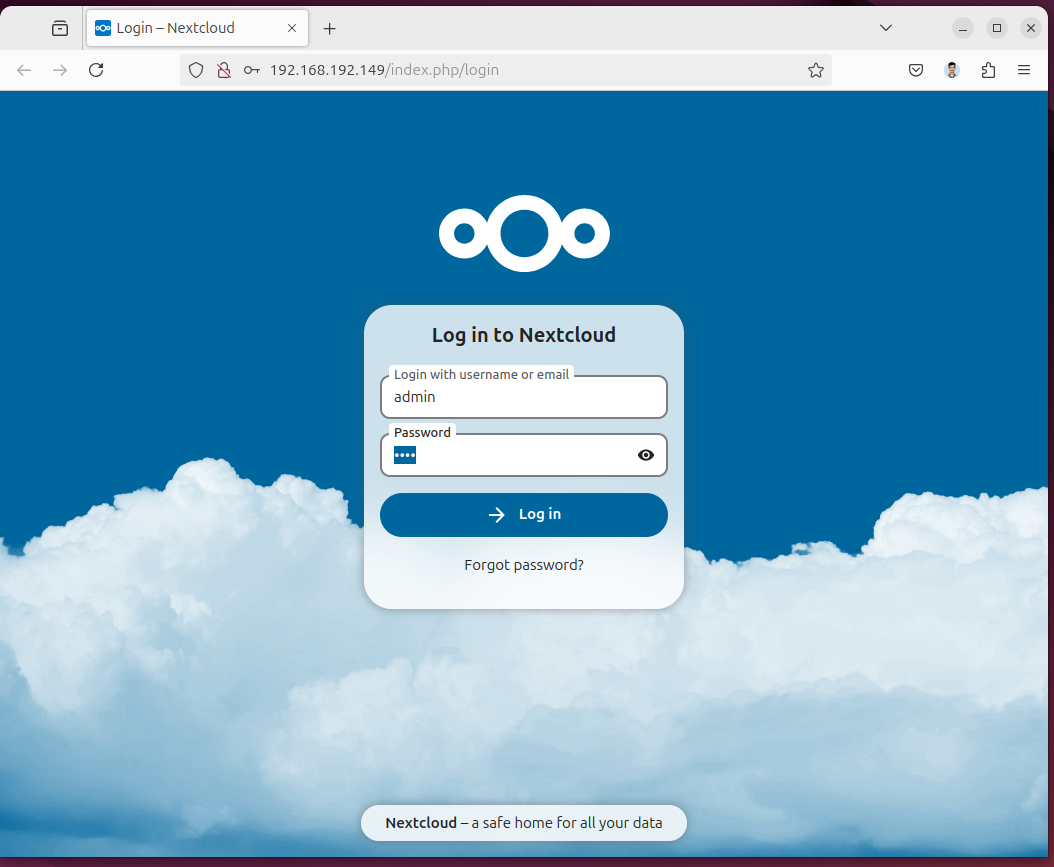 Login – Nextcloud
192.168.192.149/index.php/login
Log in to Nextcloud
Login with username or email
admin
Password
••••
Log in
Forgot password?
Nextcloud – a safe home for all your data